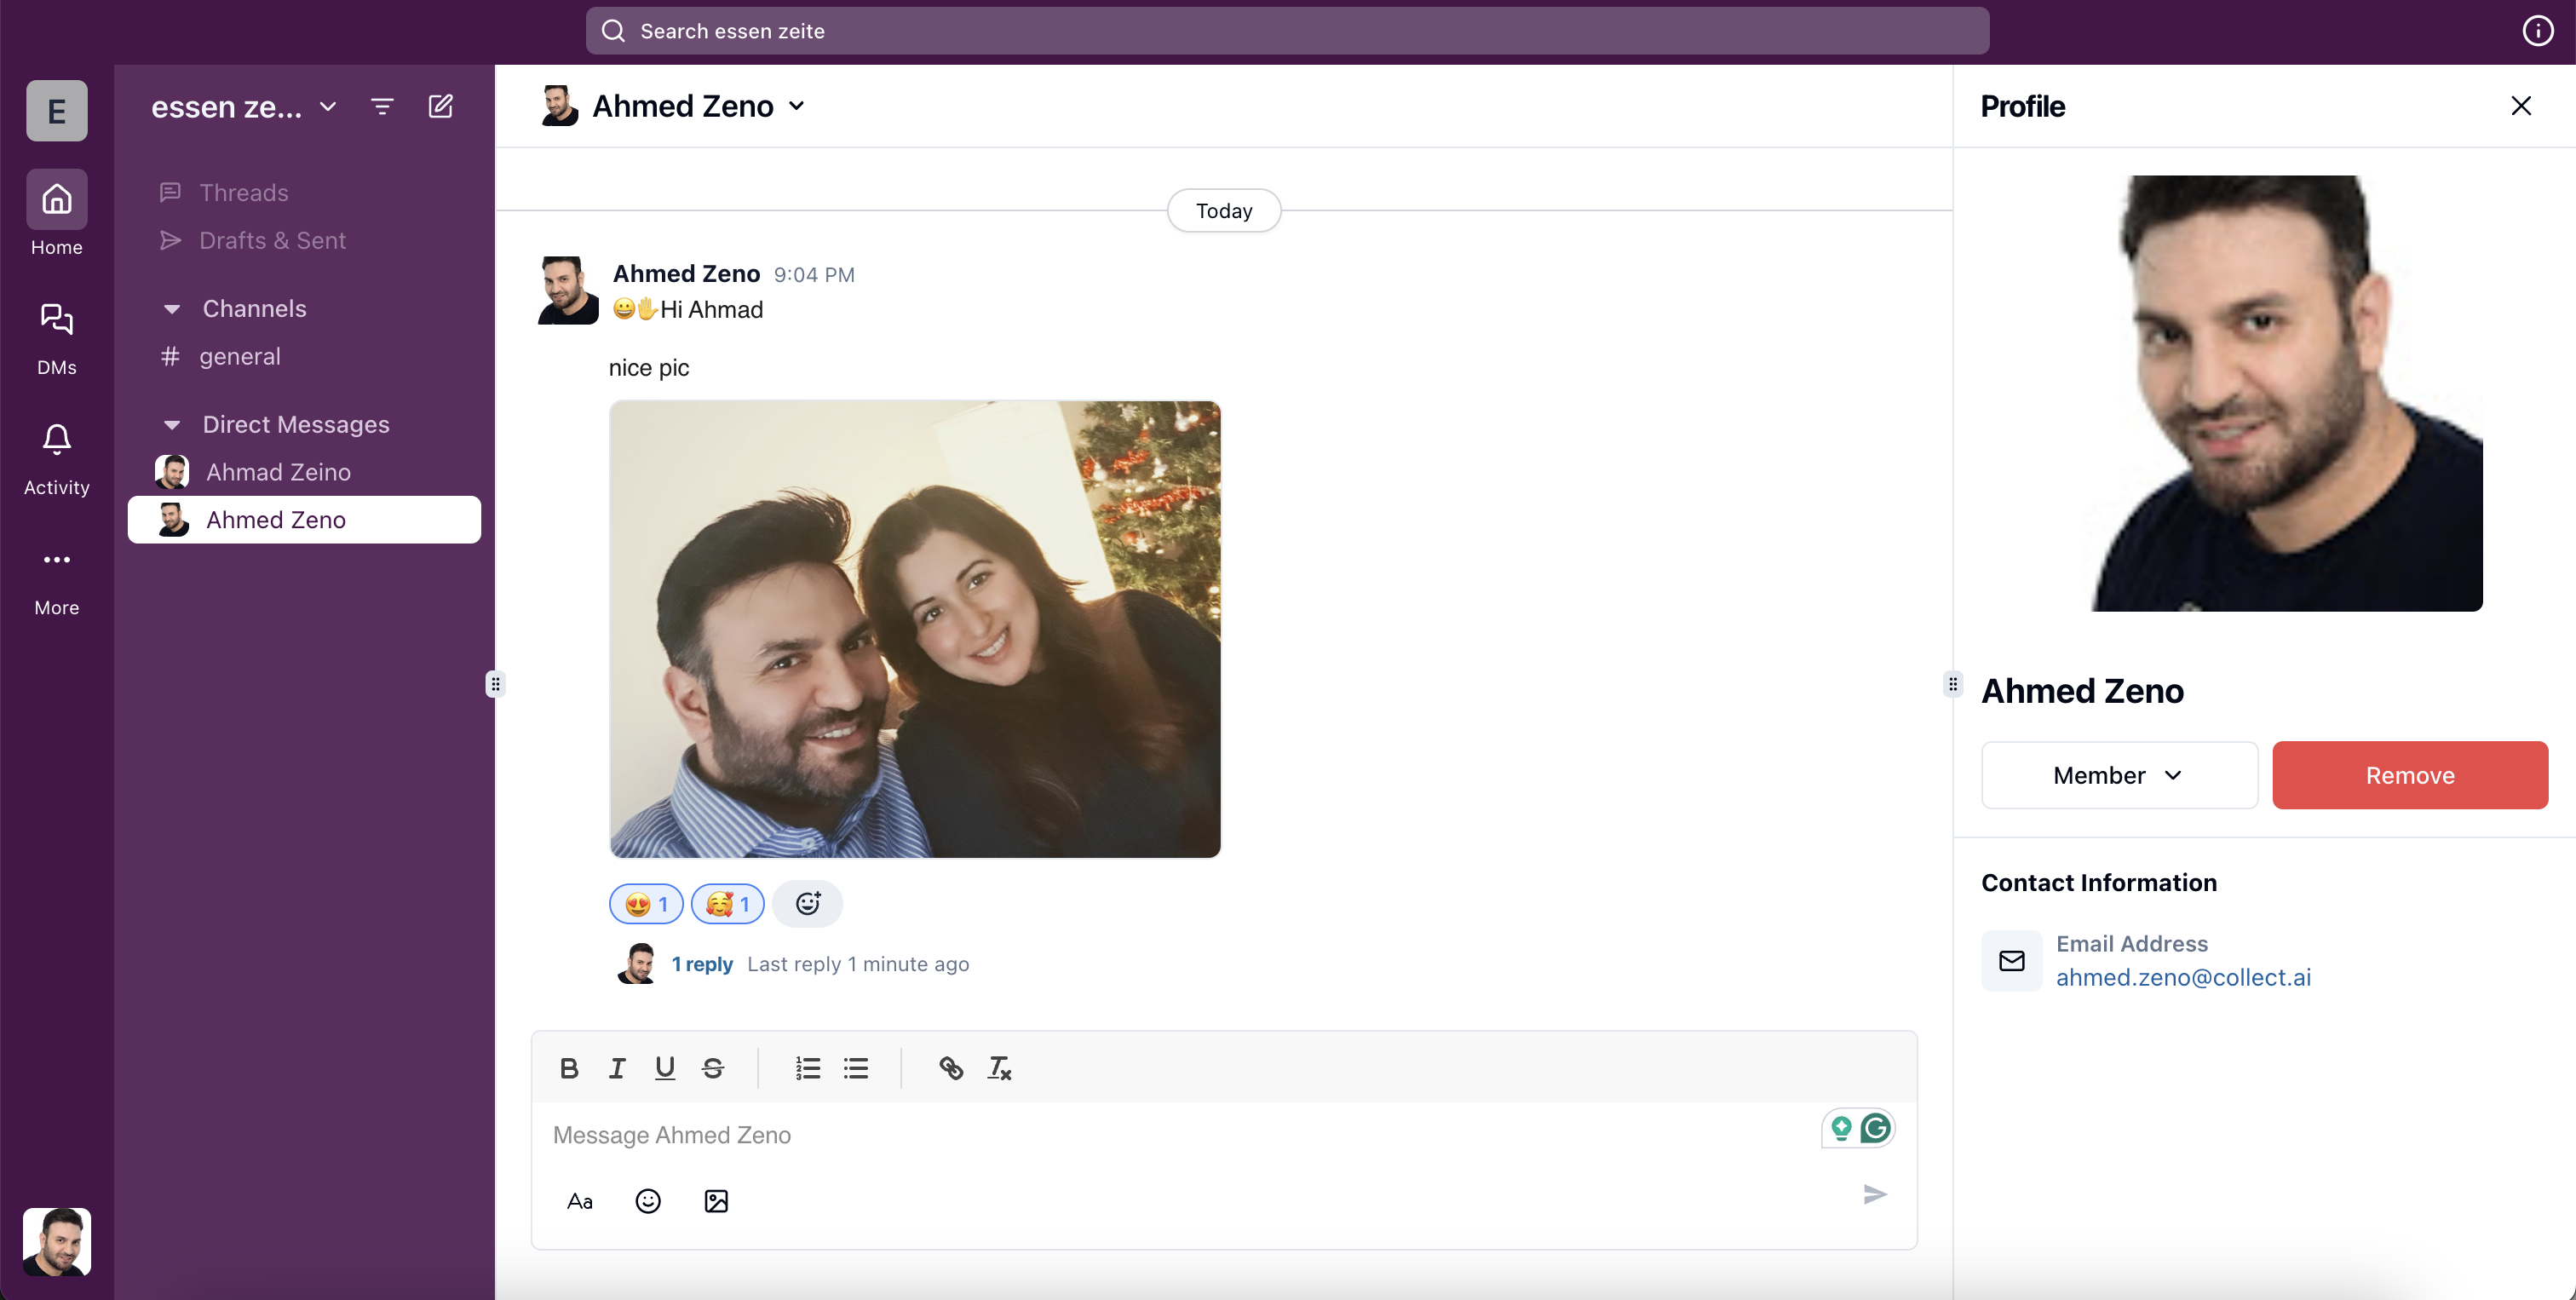 Search essen zeite
E
Home
DMs
Activity
More
essen ze...
Threads
Drafts & Sent
Channels
# general
Direct Messages
Ahmad Zeino
Ahmed Zeno
Ahmed Zeno
Today
Ahmed Zeno 9:04 PM
😀✋Hi Ahmad
nice pic
😍 1 🥰 1
1 reply Last reply 1 minute ago
B I U S
Message Ahmed Zeno
Aa
Profile
Ahmed Zeno
Member
Remove
Contact Information
Email Address
ahmed.zeno@collect.ai